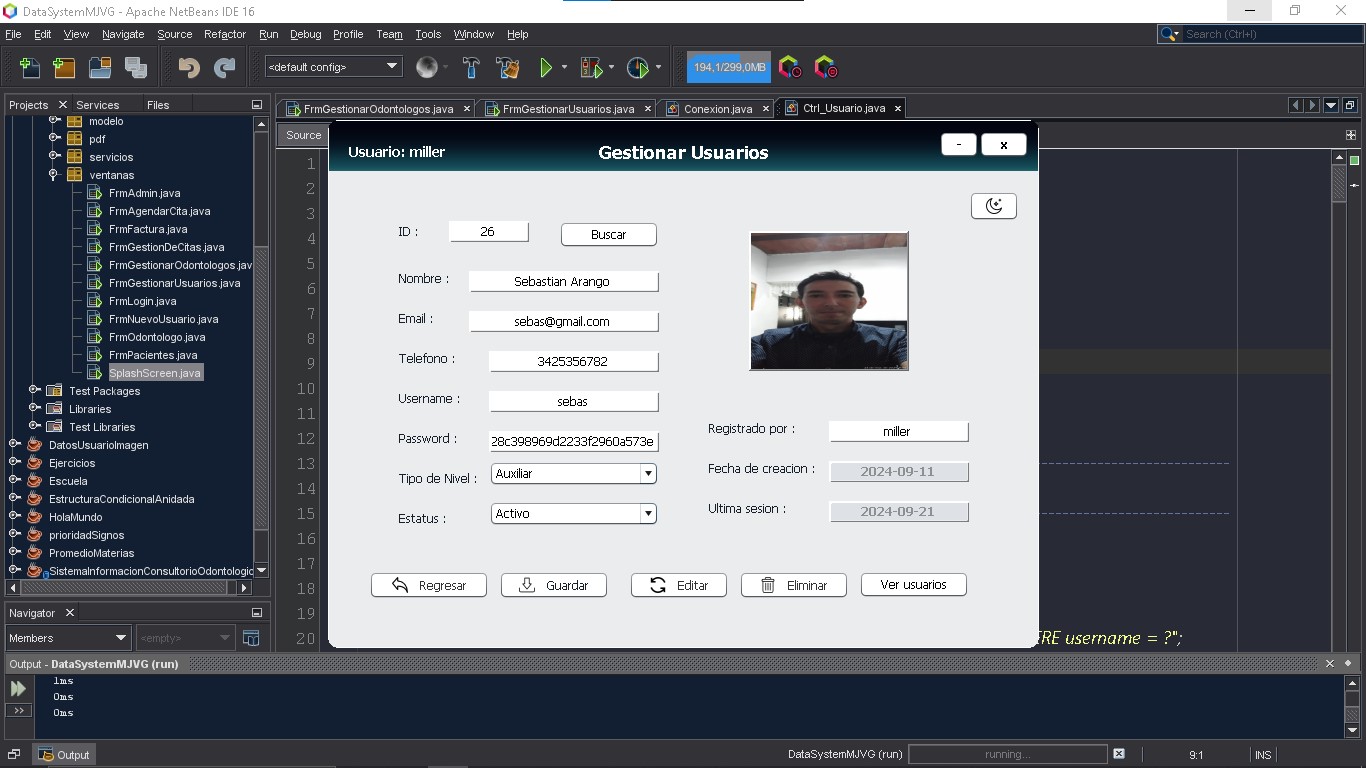 DataSystemMJVG - Apache NetBeans IDE 16
File Edit View Navigate Source Refactor Run Debug Profile Team Tools Window Help
Search (Ctrl+I)
<default config>
194,1/299,0MB
Projects Services Files
FrmGestionarOdontologos.java FrmGestionarUsuarios.java Conexion.java Ctrl_Usuario.java
modelo
pdf
servicios
ventanas
FrmAdmin.java
FrmAgendarCita.java
FrmFactura.java
FrmGestionDeCitas.java
FrmGestionarOdontologos.jav
FrmGestionarUsuarios.java
FrmLogin.java
FrmNuevoUsuario.java
FrmOdontologo.java
FrmPacientes.java
SplashScreen.java
Test Packages
Libraries
Test Libraries
DatosUsuarioImagen
Ejercicios
Escuela
EstructuraCondicionalAnidada
HolaMundo
prioridadSignos
PromedioMaterias
SistemaInformacionConsultorioOdontologic
Navigator
Members
<empty>
Source
1
2
3
4
5
6
7
8
9
10
11
12
13
14
15
16
17
18
19
20
ERE username = ?";
Usuario: miller
Gestionar Usuarios
- x
ID : 26 Buscar
Nombre : Sebastian Arango
Email : sebas@gmail.com
Telefono : 3425356782
Username : sebas
Password : 28c398969d2233f2960a573e
Tipo de Nivel : Auxiliar
Estatus : Activo
Registrado por : miller
Fecha de creacion : 2024-09-11
Ultima sesion : 2024-09-21
Regresar Guardar Editar Eliminar Ver usuarios
Output - DataSystemMJVG (run)
1ms
0ms
0ms
Output
DataSystemMJVG (run) running...
9:1 INS